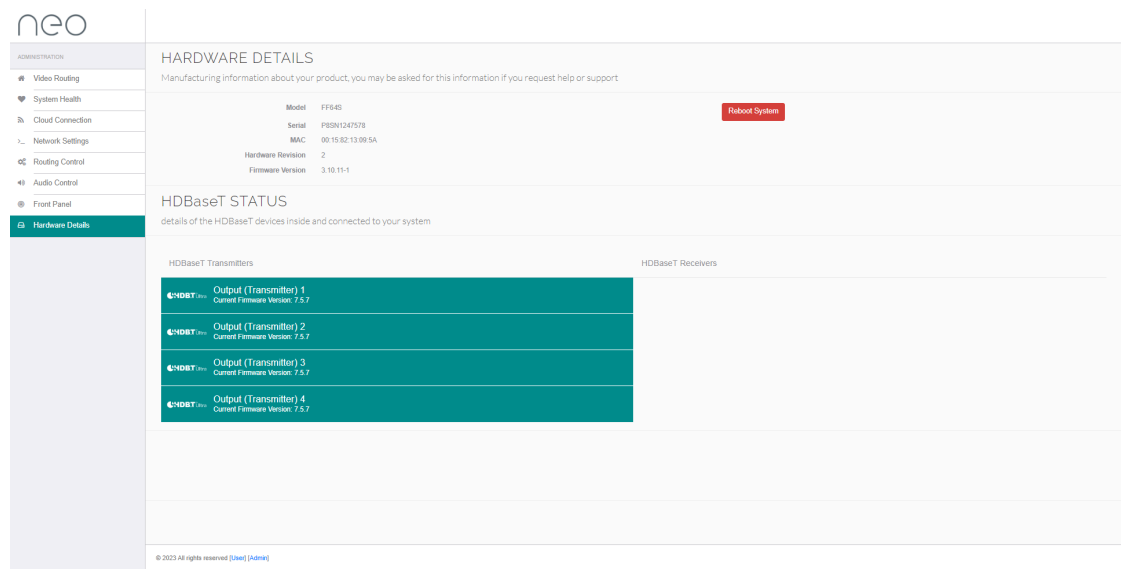 neo
ADMINISTRATION
Video Routing
System Health
Cloud Connection
Network Settings
Routing Control
Audio Control
Front Panel
Hardware Details
HARDWARE DETAILS
Manufacturing information about your product, you may be asked for this information if you request help or support
Model FF64S
Serial P8SN1247578
MAC 00:15:82:13:09:5A
Hardware Revision 2
Firmware Version 3.10.11-1
Reboot System
HDBaseT STATUS
details of the HDBaseT devices inside and connected to your system
HDBaseT Transmitters
HDBaseT Receivers
HDBT Ultra Output (Transmitter) 1
Current Firmware Version: 7.5.7
HDBT Ultra Output (Transmitter) 2
Current Firmware Version: 7.5.7
HDBT Ultra Output (Transmitter) 3
Current Firmware Version: 7.5.7
HDBT Ultra Output (Transmitter) 4
Current Firmware Version: 7.5.7
© 2023 All rights reserved [User] [Admin]